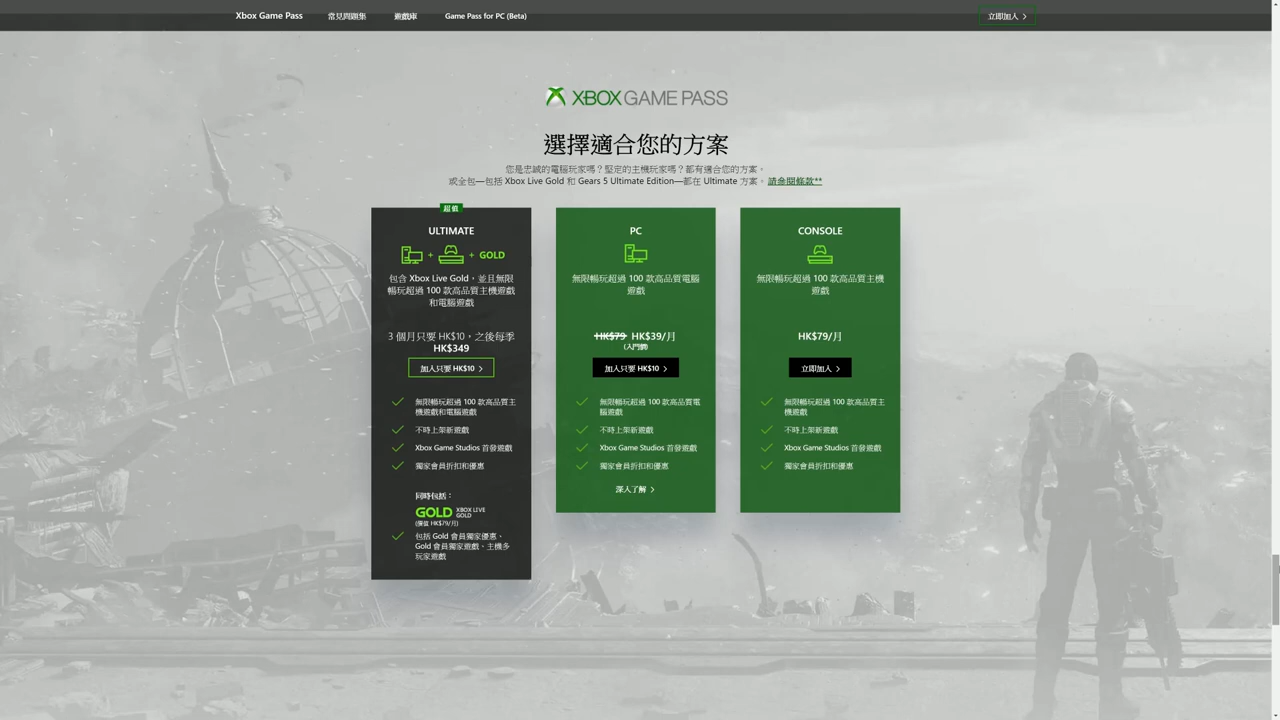 Xbox Game Pass 常見問題集 遊戲庫 Game Pass for PC (Beta) 立即加入
XBOX GAME PASS
選擇適合您的方案
您是忠誠的電腦玩家嗎？堅定的主機玩家嗎？都有適合您的方案。
或全包—包括 Xbox Live Gold 和 Gears 5 Ultimate Edition—都在 Ultimate 方案。 請參閱條款**
超值
ULTIMATE
+ + GOLD
包含 Xbox Live Gold，並且無限
暢玩超過 100 款高品質主機遊戲
和電腦遊戲
3 個月只要 HK$10，之後每季
HK$349
加入只要 HK$10
無限暢玩超過 100 款高品質主
機遊戲和電腦遊戲
不時上架新遊戲
Xbox Game Studios 首發遊戲
獨家會員折扣和優惠
同時包括：
GOLD XBOX LIVE
GOLD
(價值 HK$79/月)
包括 Gold 會員獨家優惠、
Gold 會員獨家遊戲、主機多
玩家遊戲
PC
無限暢玩超過 100 款高品質電腦
遊戲
HK$79 HK$39/月
(入門價)
加入只要 HK$10
無限暢玩超過 100 款高品質電
腦遊戲
不時上架新遊戲
Xbox Game Studios 首發遊戲
獨家會員折扣和優惠
深入了解
CONSOLE
無限暢玩超過 100 款高品質主機
遊戲
HK$79/月
立即加入
無限暢玩超過 100 款高品質主
機遊戲
不時上架新遊戲
Xbox Game Studios 首發遊戲
獨家會員折扣和優惠